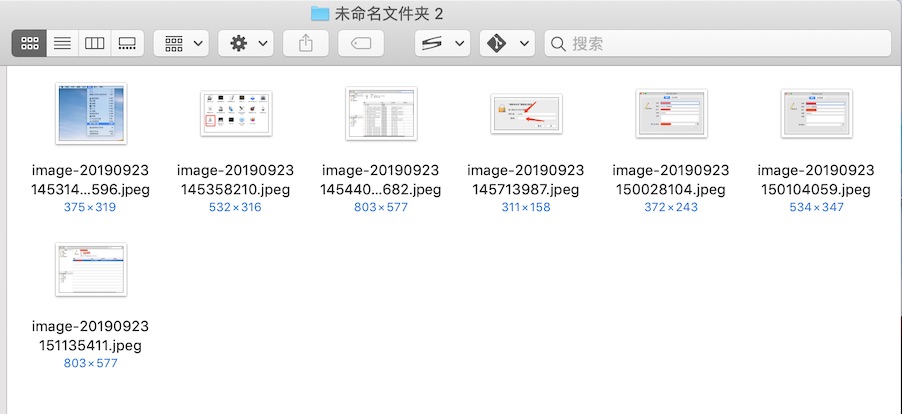 未命名文件夹 2
搜索
image-20190923
145314...596.jpeg
375×319
image-20190923
145358210.jpeg
532×316
image-20190923
145440...682.jpeg
803×577
image-20190923
145713987.jpeg
311×158
image-20190923
150028104.jpeg
372×243
image-20190923
150104059.jpeg
534×347
image-20190923
151135411.jpeg
803×577